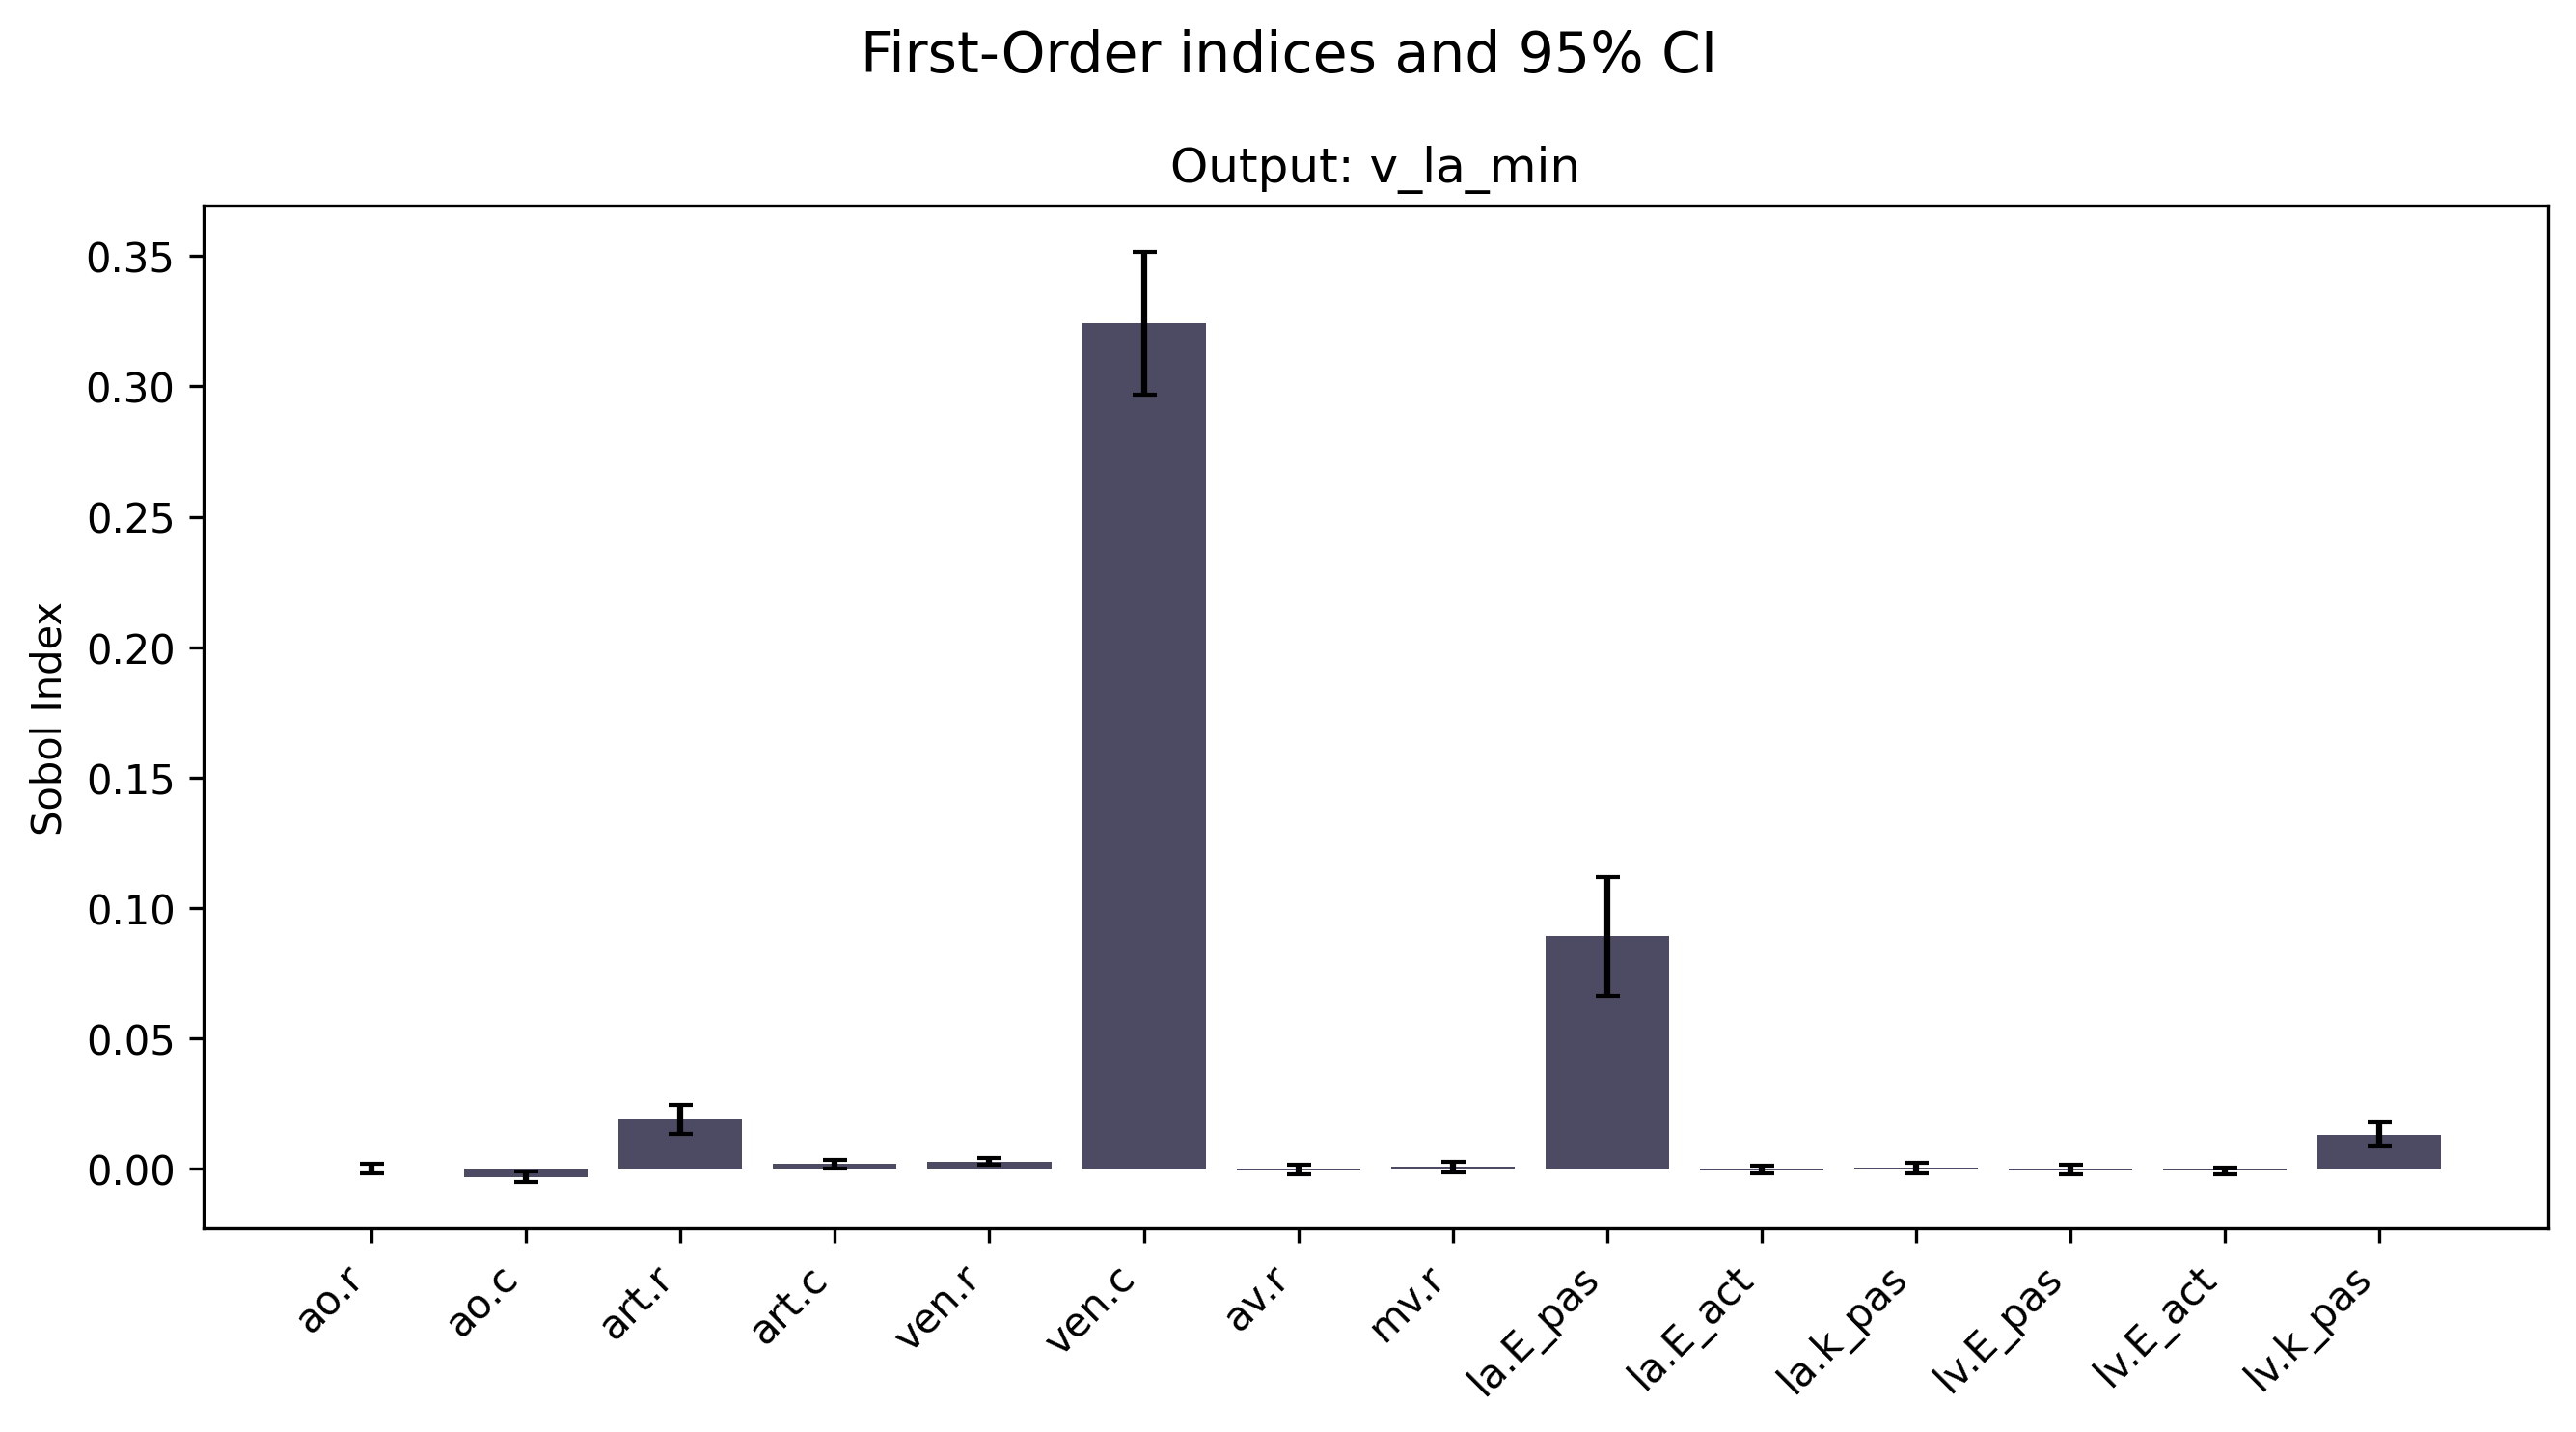 First-Order indices and 95% CI
Output: v_la_min
Sobol Index
0.35
0.30
0.25
0.20
0.15
0.10
0.05
0.00
ao.r
ao.c
art.r
art.c
ven.r
ven.c
av.r
mv.r
la.E_pas
la.E_act
la.k_pas
lv.E_pas
lv.E_act
lv.k_pas